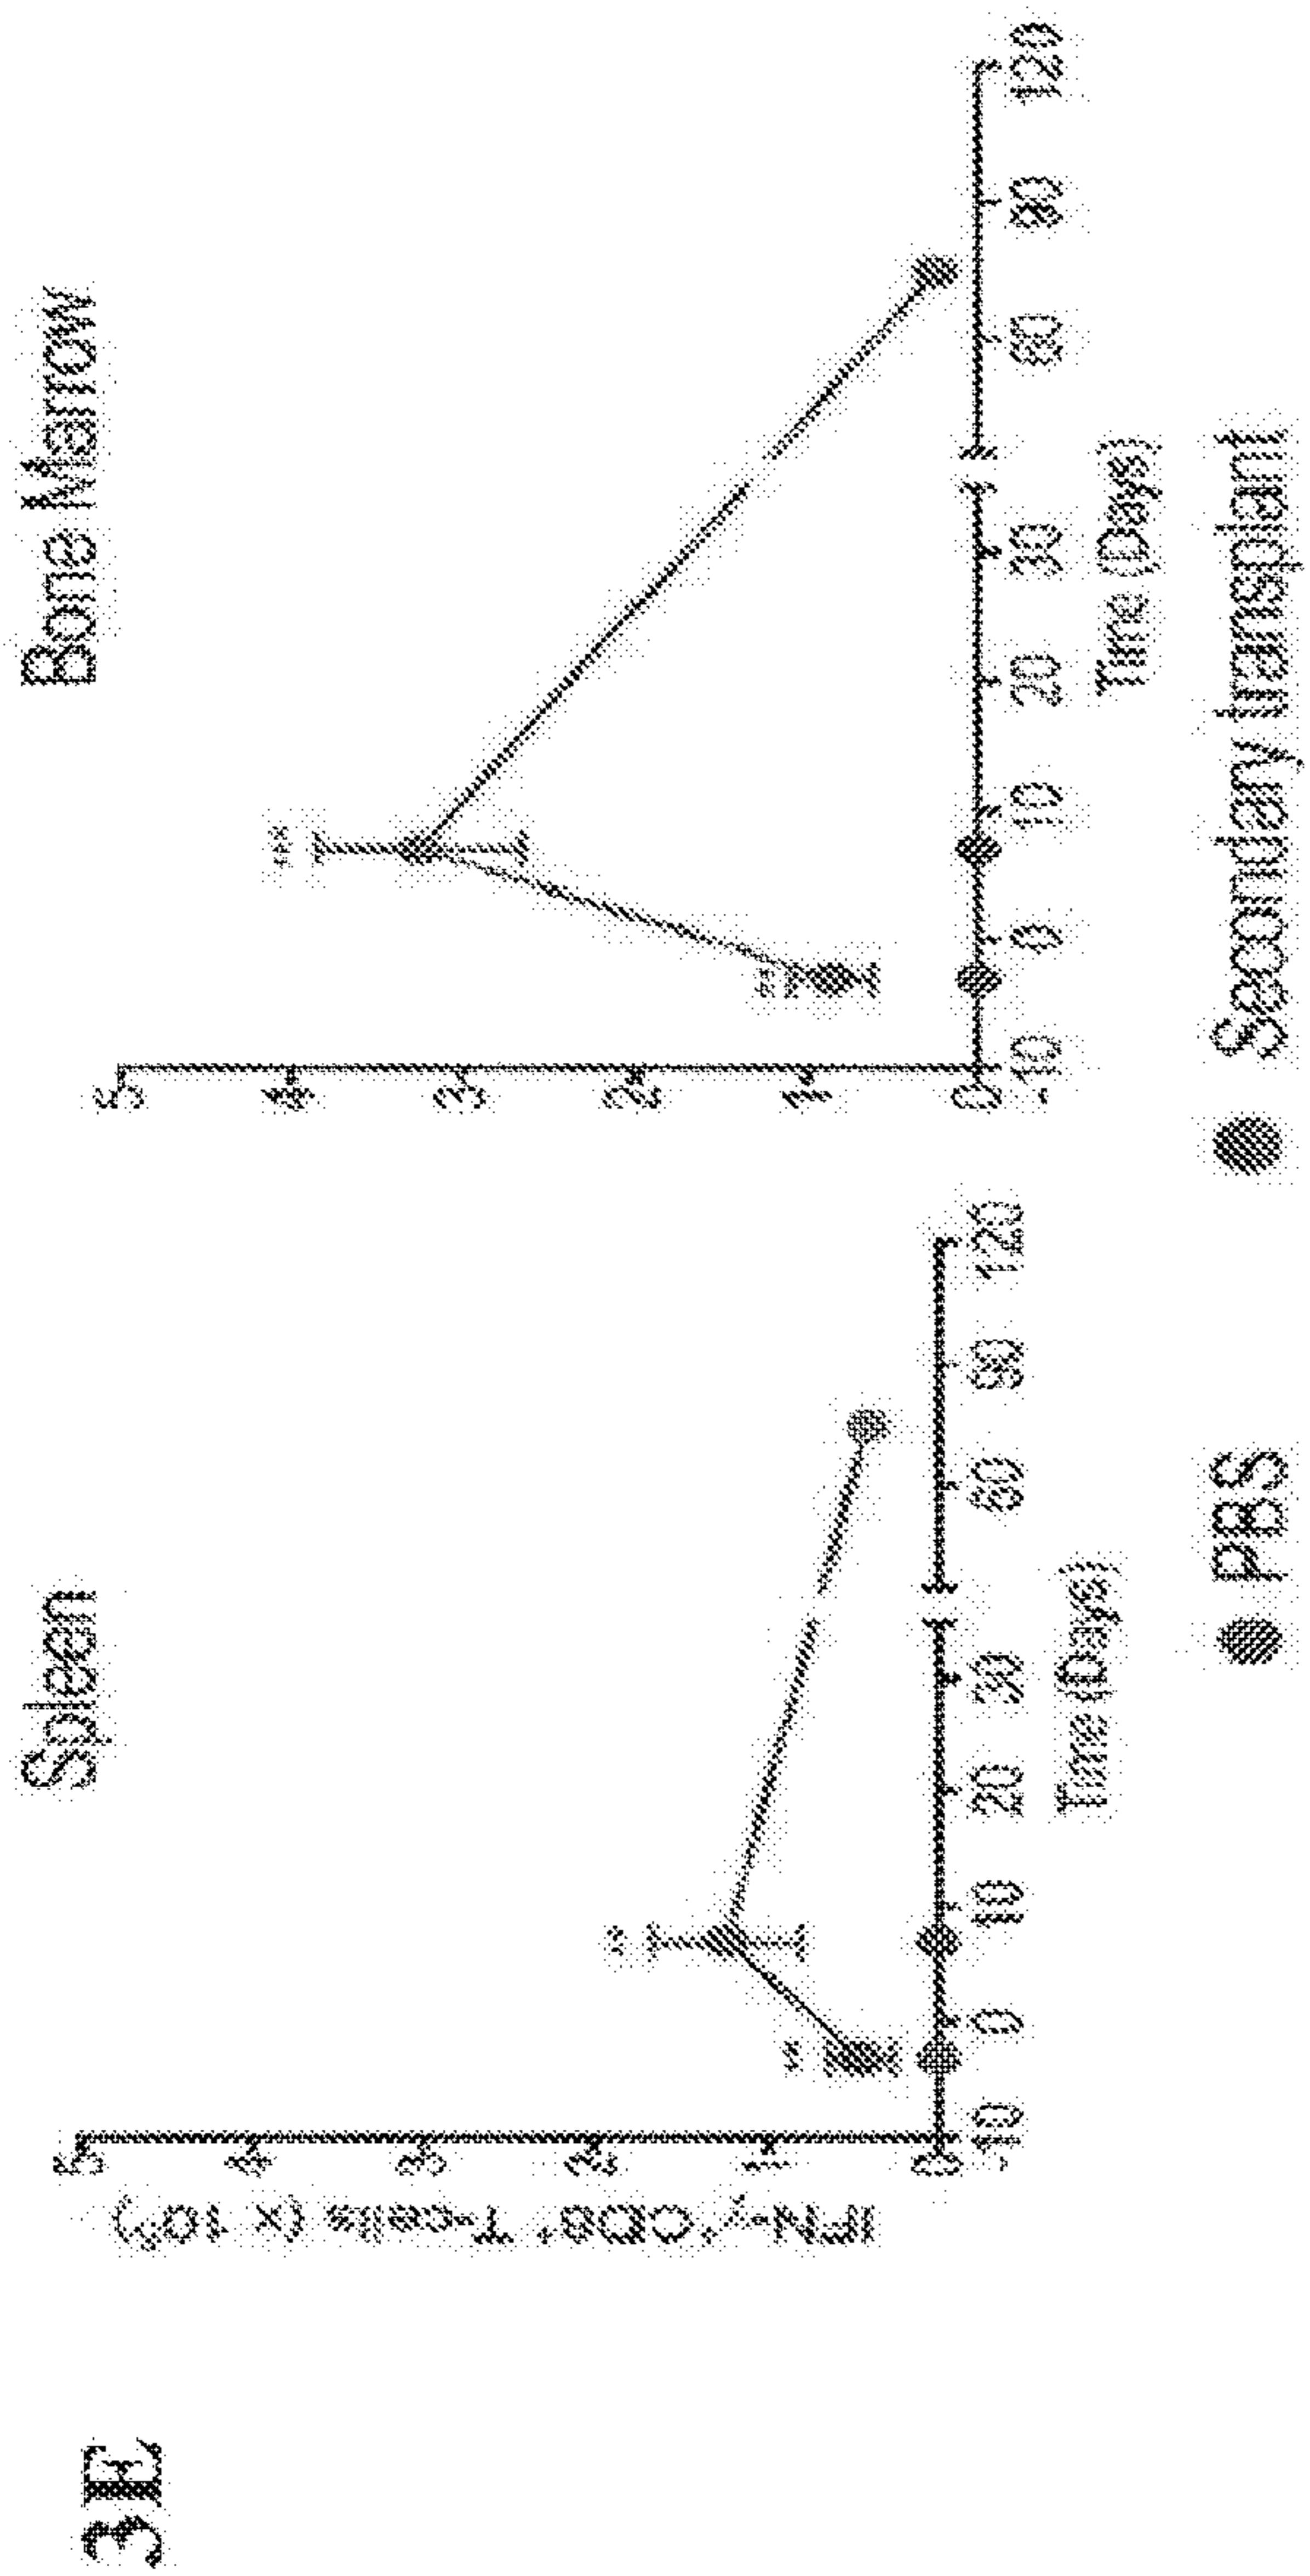 3E
Spleen
Bone Marrow
IFN-γ⁺CD8⁺ T-cells (x 10
5
4
3
2
1
0
-10 0 10 20 30 60 90 120
Time (Days)
5
4
3
2
1
0
-10 0 10 20 30 60 90 120
Time (Days)
PBS
Secondary transplant